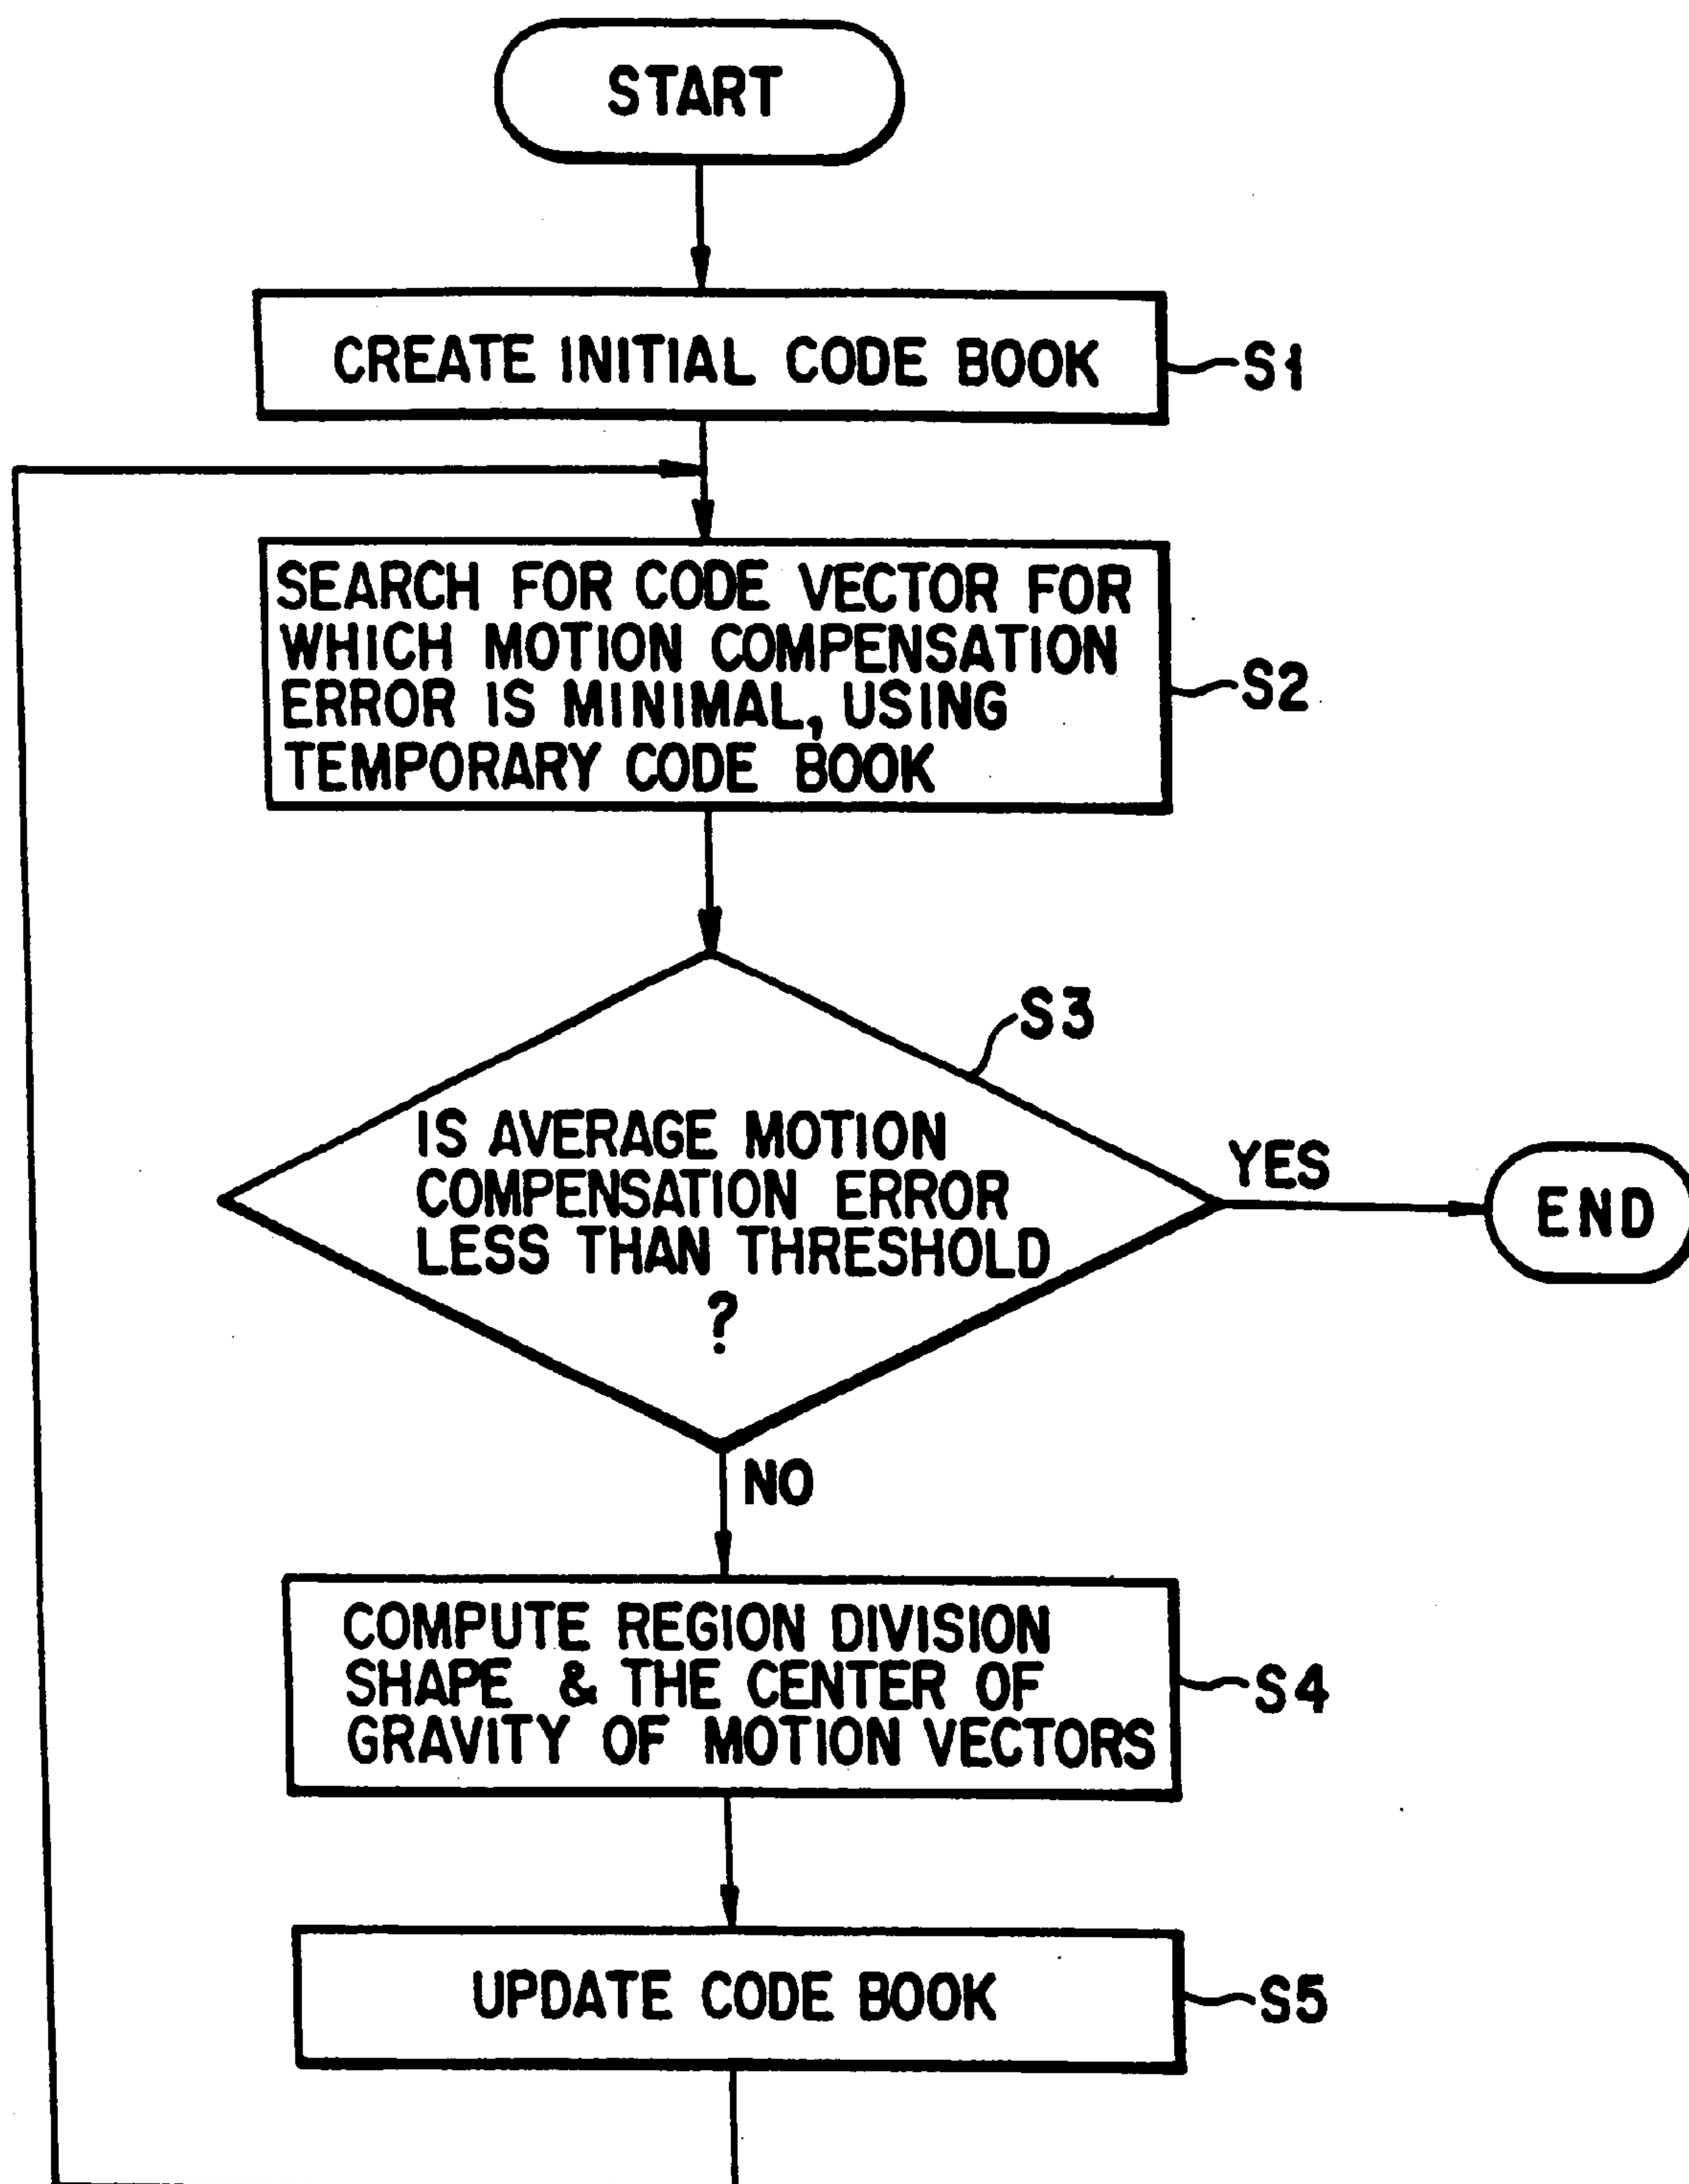 START
CREATE INITIAL CODE BOOK
S1
SEARCH FOR CODE VECTOR FOR
WHICH MOTION COMPENSATION
ERROR IS MINIMAL, USING
TEMPORARY CODE BOOK
S2
S3
IS AVERAGE MOTION
COMPENSATION ERROR
LESS THAN THRESHOLD
?
YES
END
NO
COMPUTE REGION DIVISION
SHAPE & THE CENTER OF
GRAVITY OF MOTION VECTORS
S4
UPDATE CODE BOOK
S5